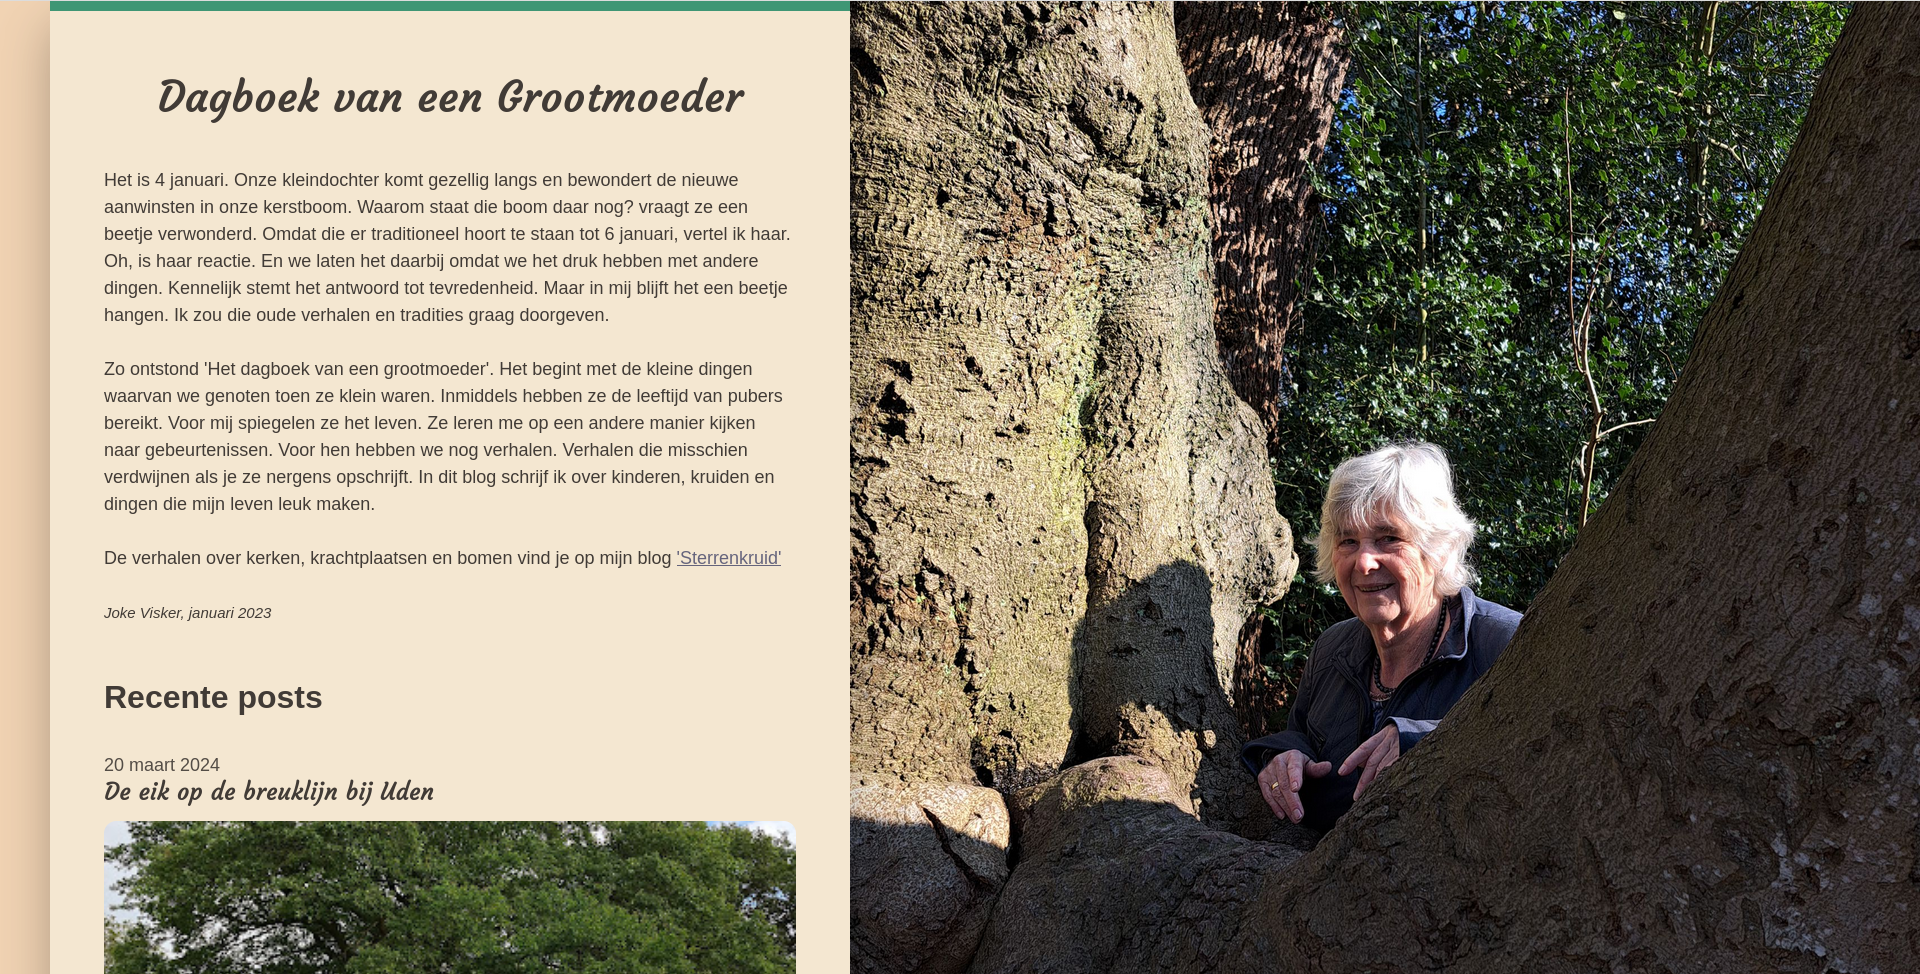 Dagboek van een Grootmoeder
Het is 4 januari. Onze kleindochter komt gezellig langs en bewondert de nieuwe
aanwinsten in onze kerstboom. Waarom staat die boom daar nog? vraagt ze een
beetje verwonderd. Omdat die er traditioneel hoort te staan tot 6 januari, vertel ik haar.
Oh, is haar reactie. En we laten het daarbij omdat we het druk hebben met andere
dingen. Kennelijk stemt het antwoord tot tevredenheid. Maar in mij blijft het een beetje
hangen. Ik zou die oude verhalen en tradities graag doorgeven.
Zo ontstond 'Het dagboek van een grootmoeder'. Het begint met de kleine dingen
waarvan we genoten toen ze klein waren. Inmiddels hebben ze de leeftijd van pubers
bereikt. Voor mij spiegelen ze het leven. Ze leren me op een andere manier kijken
naar gebeurtenissen. Voor hen hebben we nog verhalen. Verhalen die misschien
verdwijnen als je ze nergens opschrijft. In dit blog schrijf ik over kinderen, kruiden en
dingen die mijn leven leuk maken.
De verhalen over kerken, krachtplaatsen en bomen vind je op mijn blog 'Sterrenkruid'
Joke Visker, januari 2023
Recente posts
20 maart 2024
De eik op de breuklijn bij Uden